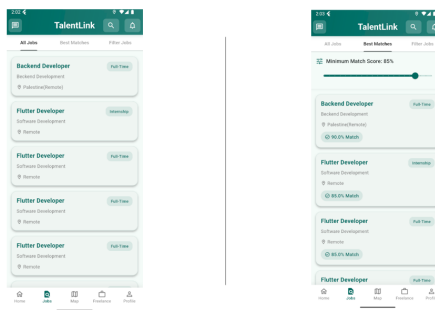 2:02
TalentLink
All Jobs Best Matches Filter Jobs
Backend Developer Full-Time
Backend Development
Palestine(Remote)
Flutter Developer Internship
Software Development
Remote
Flutter Developer Full-Time
Software Development
Remote
Flutter Developer Full-Time
Software Development
Remote
Flutter Developer Full-Time
Software Development
Remote
Home Jobs Map Freelance Profile
2:03
TalentLink
All Jobs Best Matches Filter Jobs
Minimum Match Score: 85%
Backend Developer Full-Time
Backend Development
Palestine(Remote)
90.0% Match
Flutter Developer Internship
Software Development
Remote
85.0% Match
Flutter Developer Full-Time
Software Development
Remote
85.0% Match
Flutter Developer Full-Time
Home Jobs Map Freelance Profile